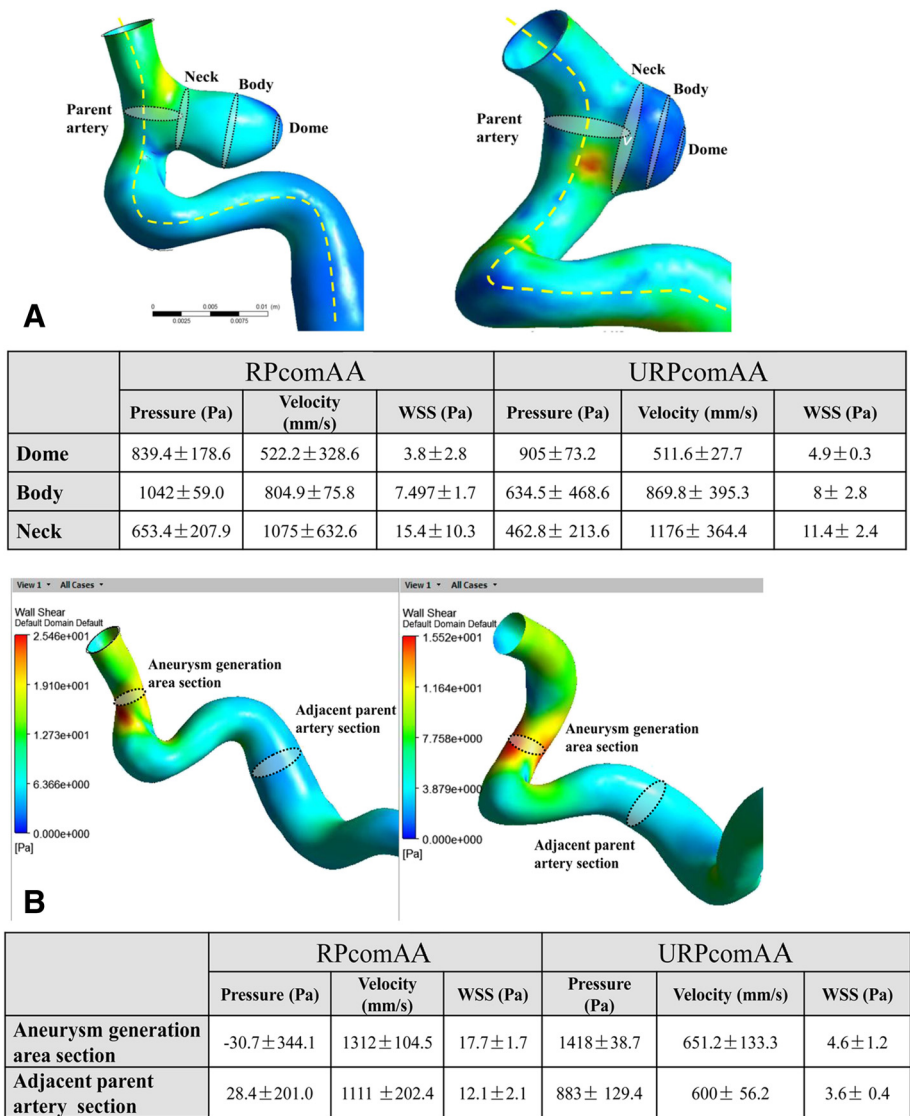 Neck
Body
Parent
artery
Dome
Neck
Body
Parent
artery
Dome
0 0.005 0.01 (m)
0.0025 0.0075
A
RPcomAA URPcomAA
Pressure (Pa) Velocity (mm/s) WSS (Pa) Pressure (Pa) Velocity (mm/s) WSS (Pa)
Dome 839.4±178.6 522.2±328.6 3.8±2.8 905±73.2 511.6±27.7 4.9±0.3
Body 1042±59.0 804.9±75.8 7.497±1.7 634.5± 468.6 869.8± 395.3 8± 2.8
Neck 653.4±207.9 1075±632.6 15.4±10.3 462.8± 213.6 1176± 364.4 11.4± 2.4
View 1 All Cases
Wall Shear
Default Domain Default
2.546e+001
1.910e+001
1.273e+001
6.366e+000
0.000e+000
[Pa]
Aneurysm generation
area section
Adjacent parent
artery section
B
View 1 All Cases
Wall Shear
Default Domain Default
1.552e+001
1.164e+001
7.758e+000
3.879e+000
0.000e+000
[Pa]
Aneurysm generation
area section
Adjacent parent
artery section
RPcomAA URPcomAA
Pressure (Pa) Velocity (mm/s) WSS (Pa) Pressure (Pa) Velocity (mm/s) WSS (Pa)
Aneurysm generation area section -30.7±344.1 1312±104.5 17.7±1.7 1418±38.7 651.2±133.3 4.6±1.2
Adjacent parent artery section 28.4±201.0 1111 ±202.4 12.1±2.1 883± 129.4 600± 56.2 3.6± 0.4